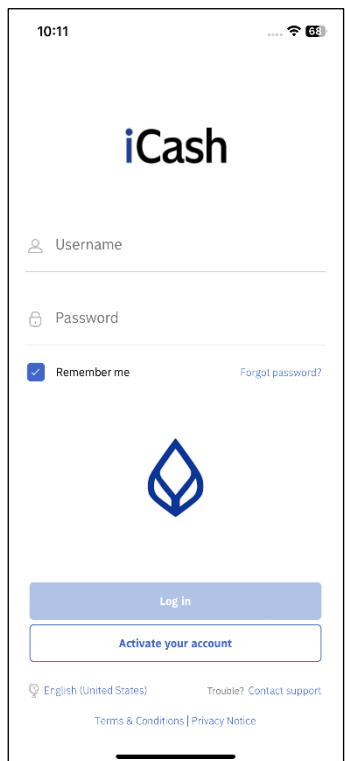 10:11
68
iCash
Username
Password
Remember me Forgot password?
Log in
Activate your account
English (United States) Trouble? Contact support
Terms & Conditions | Privacy Notice